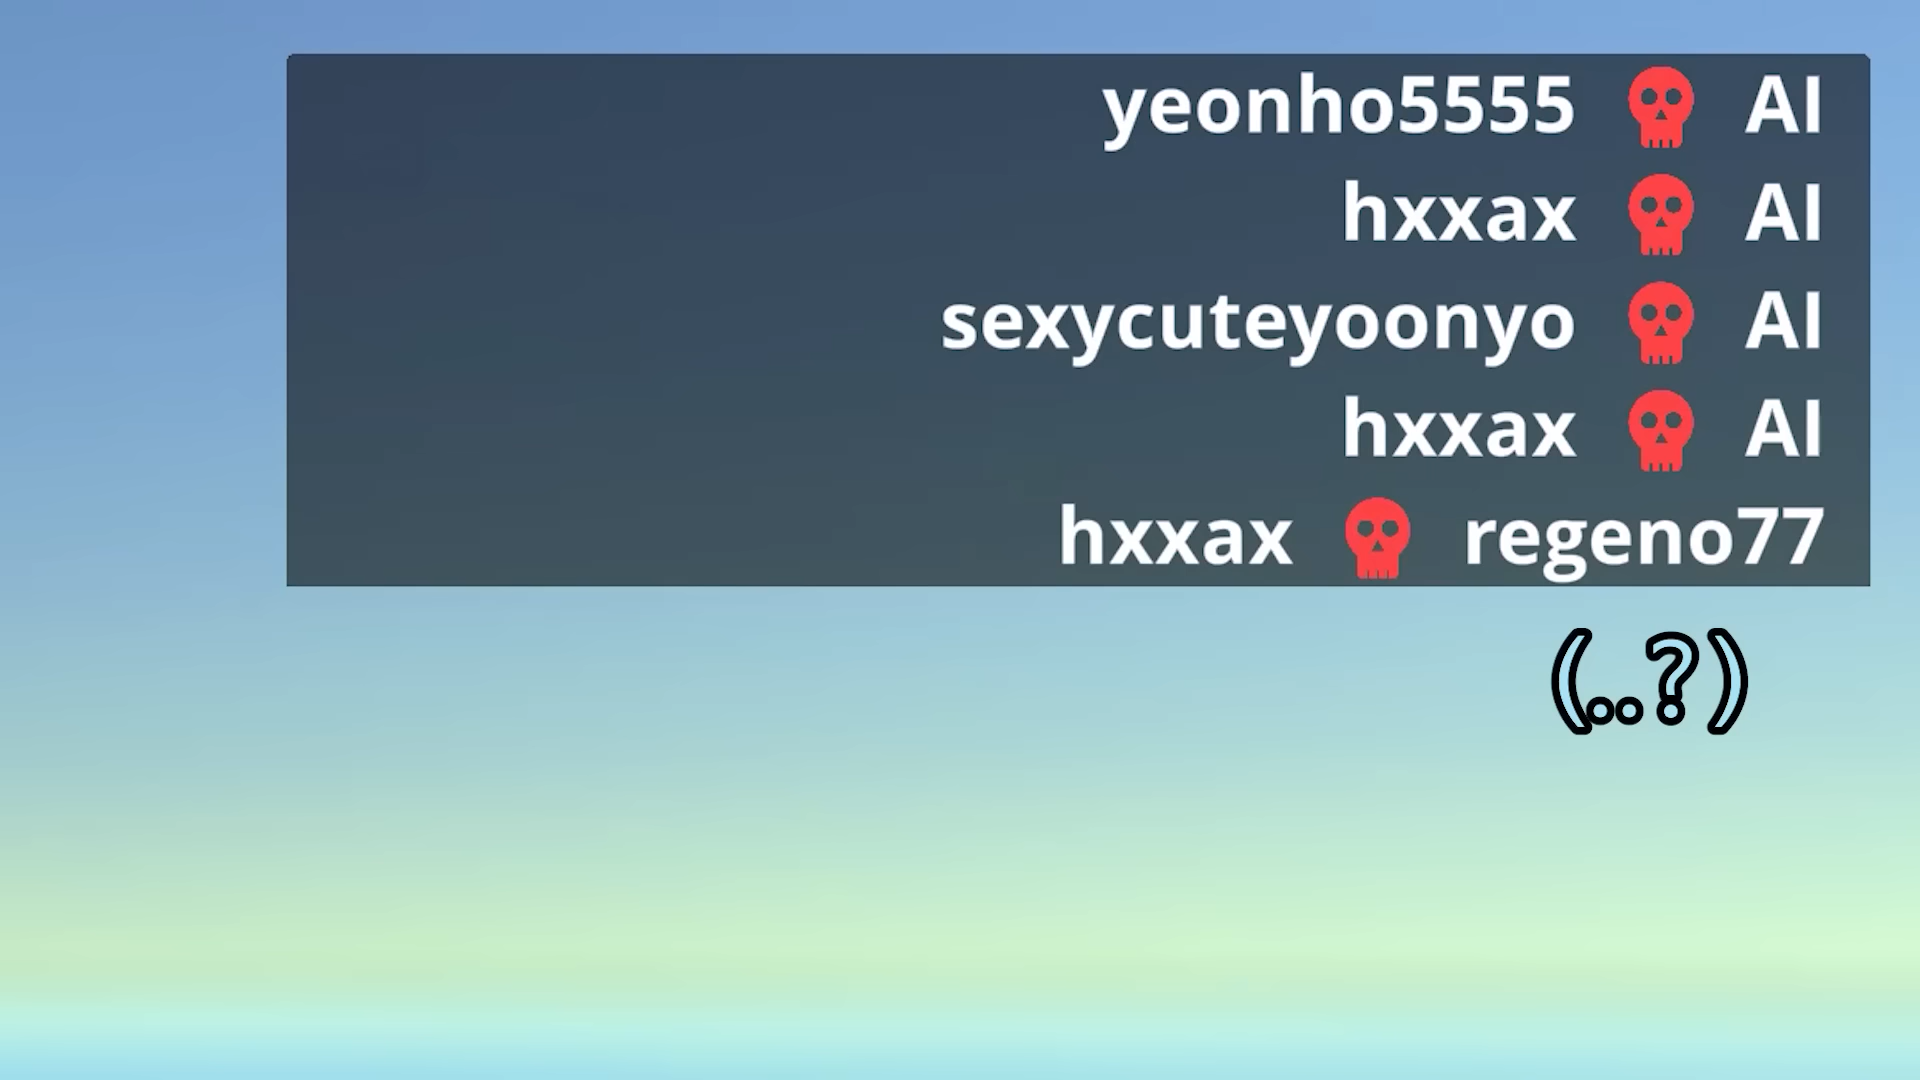 yeonho5555 AI
hxxax AI
sexycuteyoonyo AI
hxxax AI
hxxax regeno77
(..?)